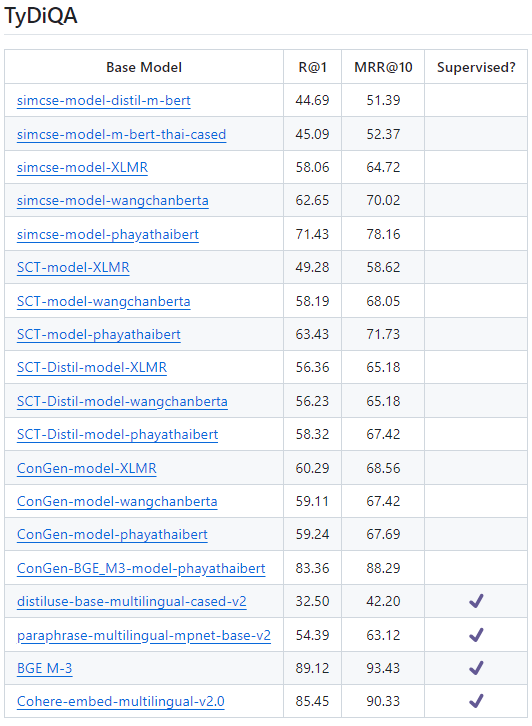 TyDiQA
Base Model R@1 MRR@10 Supervised?
simcse-model-distil-m-bert 44.69 51.39
simcse-model-m-bert-thai-cased 45.09 52.37
simcse-model-XLMR 58.06 64.72
simcse-model-wangchanberta 62.65 70.02
simcse-model-phayathaibert 71.43 78.16
SCT-model-XLMR 49.28 58.62
SCT-model-wangchanberta 58.19 68.05
SCT-model-phayathaibert 63.43 71.73
SCT-Distil-model-XLMR 56.36 65.18
SCT-Distil-model-wangchanberta 56.23 65.18
SCT-Distil-model-phayathaibert 58.32 67.42
ConGen-model-XLMR 60.29 68.56
ConGen-model-wangchanberta 59.11 67.42
ConGen-model-phayathaibert 59.24 67.69
ConGen-BGE_M3-model-phayathaibert 83.36 88.29
distiluse-base-multilingual-cased-v2 32.50 42.20 ✔
paraphrase-multilingual-mpnet-base-v2 54.39 63.12 ✔
BGE M-3 89.12 93.43 ✔
Cohere-embed-multilingual-v2.0 85.45 90.33 ✔